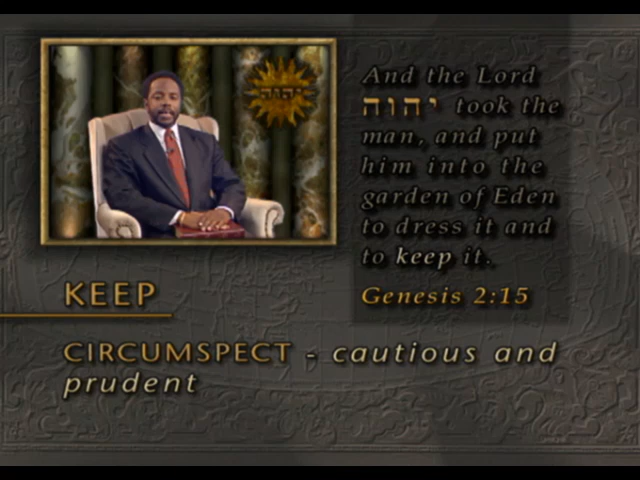 יהוה
And the Lord
יהוה took the
man, and put
him into the
garden of Eden
to dress it and
to keep it.
Genesis 2:15
KEEP
CIRCUMSPECT - cautious and
prudent